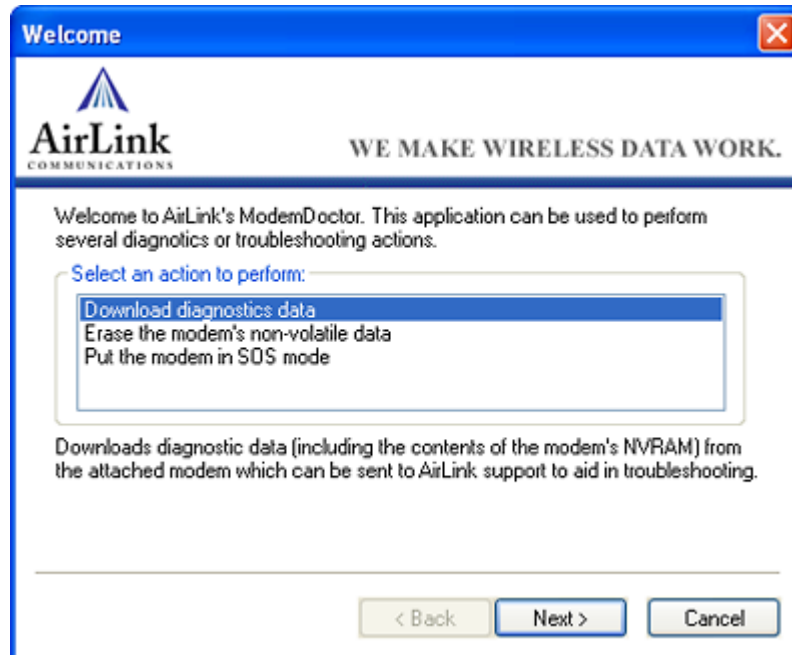 Welcome
AirLink
COMMUNICATIONS
WE MAKE WIRELESS DATA WORK.
Welcome to AirLink's ModemDoctor. This application can be used to perform
several diagnotics or troubleshooting actions.
Select an action to perform:
Download diagnostics data
Erase the modem's non-volatile data
Put the modem in SOS mode
Downloads diagnostic data (including the contents of the modem's NVRAM) from
the attached modem which can be sent to AirLink support to aid in troubleshooting.
< Back
Next >
Cancel